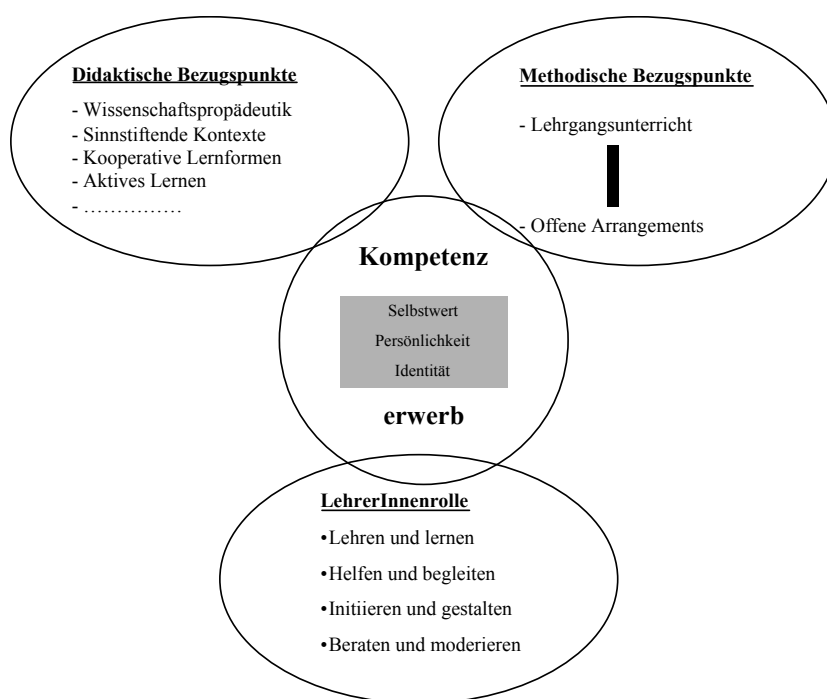 Didaktische Bezugspunkte
- Wissenschaftspropädeutik
- Sinnstiftende Kontexte
- Kooperative Lernformen
- Aktives Lernen
- ……………
Methodische Bezugspunkte
- Lehrgangsunterricht
- Offene Arrangements
Kompetenz
Selbstwert
Persönlichkeit
Identität
erwerb
LehrerInnenrolle
•Lehren und lernen
•Helfen und begleiten
•Initiieren und gestalten
•Beraten und moderieren